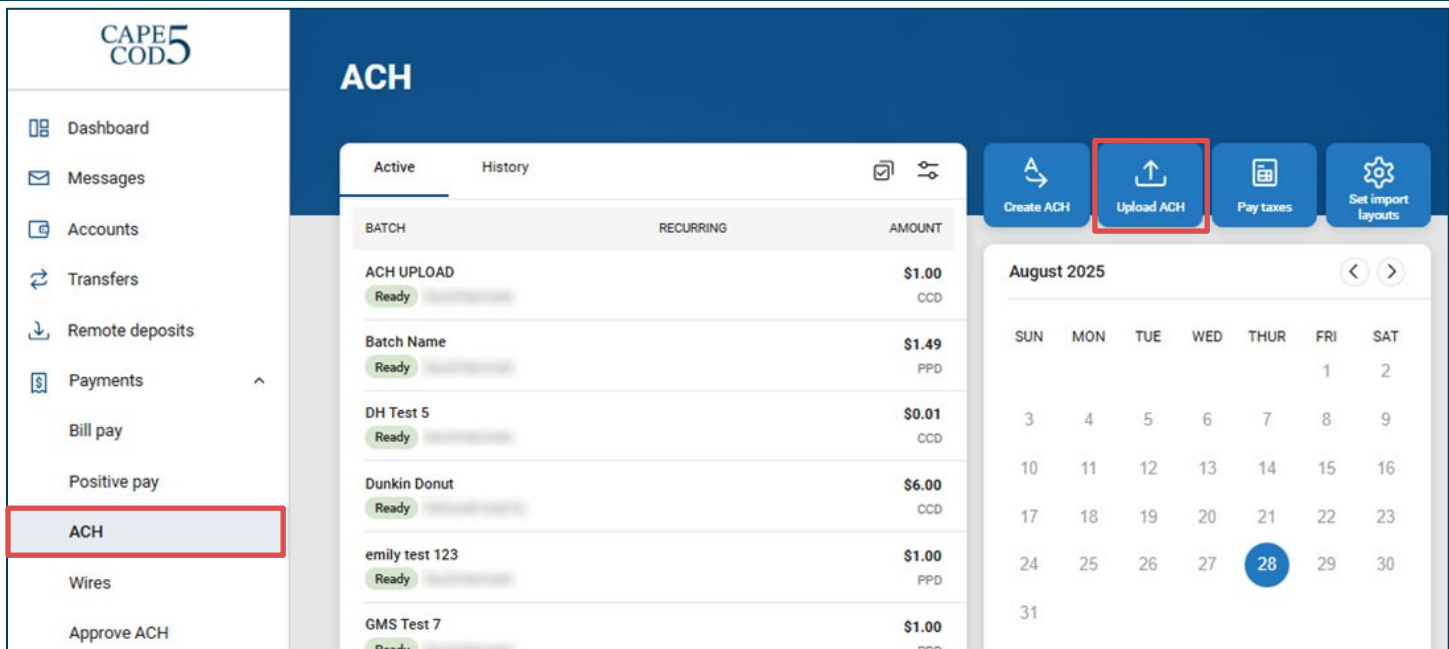 CAPE
COD 5
Dashboard
Messages
Accounts
Transfers
Remote deposits
Payments
Bill pay
Positive pay
ACH
Wires
Approve ACH
ACH
Active History
BATCH RECURRING AMOUNT
ACH UPLOAD $1.00
Ready CCD
Batch Name $1.49
Ready PPD
DH Test 5 $0.01
Ready CCD
Dunkin Donut $6.00
Ready CCD
emily test 123 $1.00
Ready PPD
GMS Test 7 $1.00
Ready PPD
Create ACH
Upload ACH
Pay taxes
Set import
layouts
August 2025
SUN MON TUE WED THUR FRI SAT
1 2
3 4 5 6 7 8 9
10 11 12 13 14 15 16
17 18 19 20 21 22 23
24 25 26 27 28 29 30
31